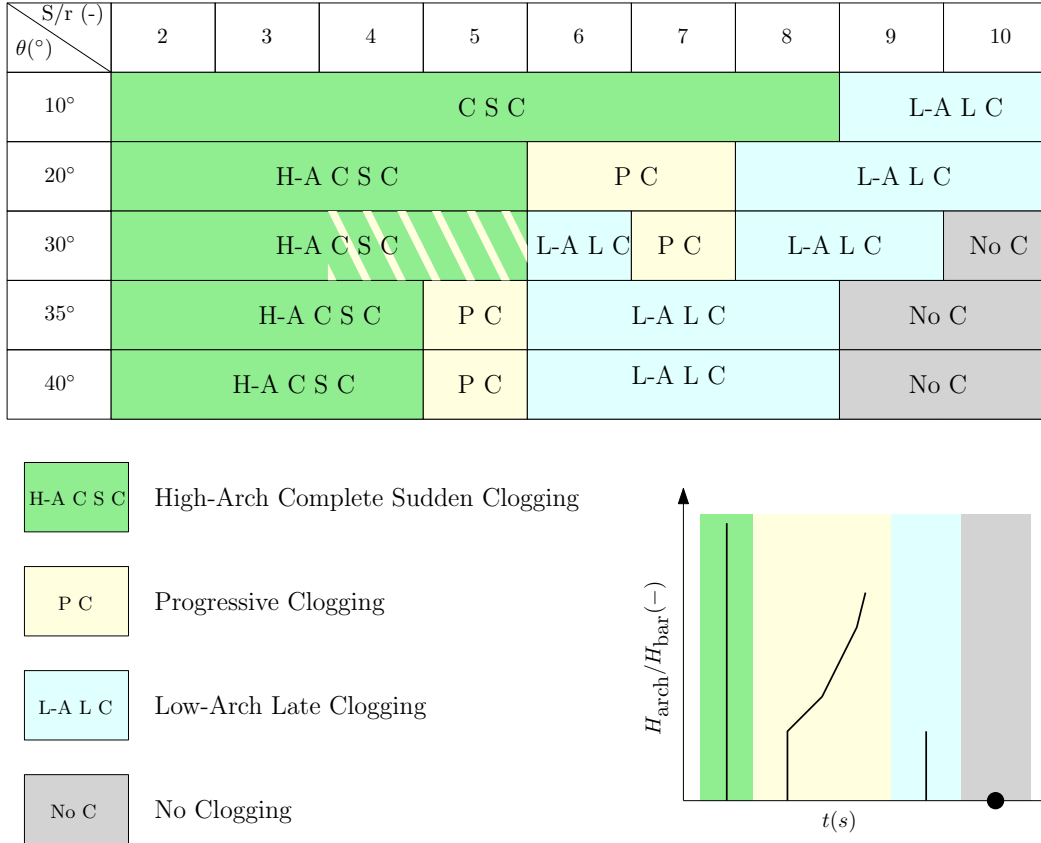 S/r (-)
θ(°)
2 3 4 5 6 7 8 9 10
10° C S C L-A L C
20° H-A C S C P C L-A L C
30° H-A C S C L-A L C P C L-A L C No C
35° H-A C S C P C L-A L C No C
40° H-A C S C P C L-A L C No C
H-A C S C High-Arch Complete Sudden Clogging
P C Progressive Clogging
L-A L C Low-Arch Late Clogging
No C No Clogging
H_arch/H_bar(−)
t(s)